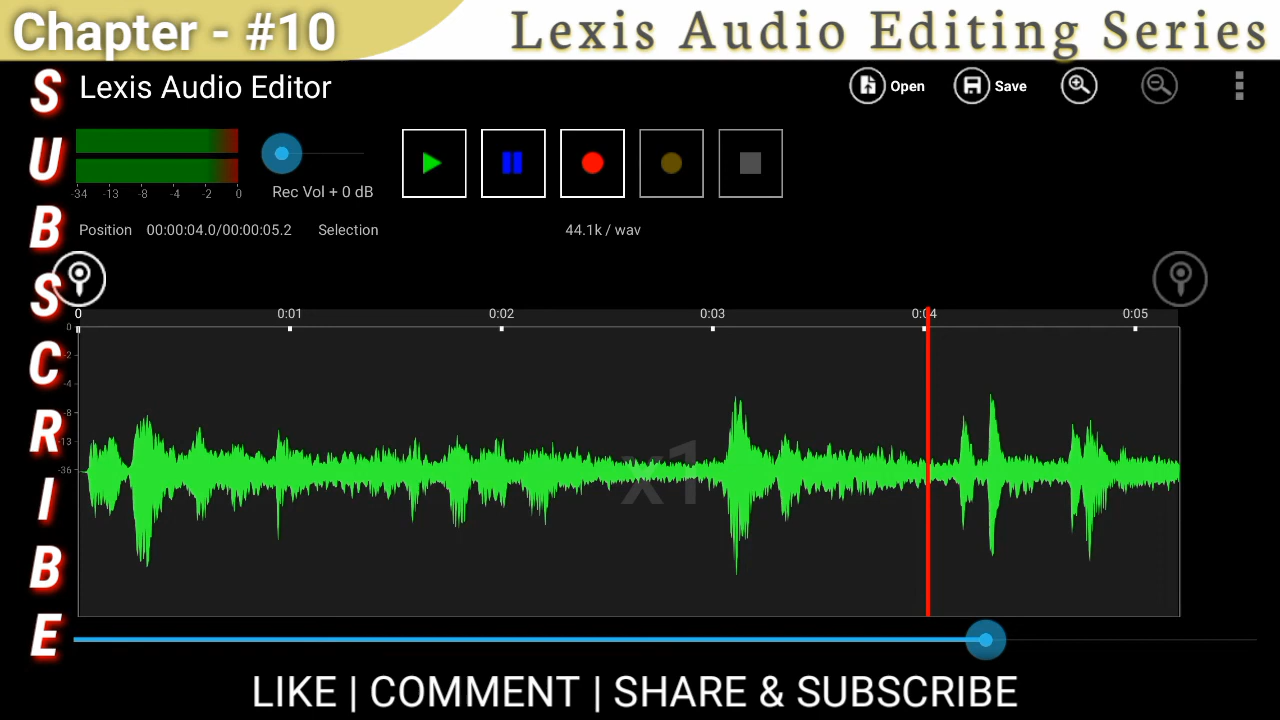 Chapter - #10
Lexis Audio Editing Series
SUBSCRIBE
Lexis Audio Editor
Open
Save
-34 -13 -8 -4 -2 0
Rec Vol + 0 dB
Position 00:00:04.0/00:00:05.2 Selection 44.1k / wav
0 0:01 0:02 0:03 0:04 0:05
0
-2
-4
-8
-13
-36
x1
LIKE | COMMENT | SHARE & SUBSCRIBE